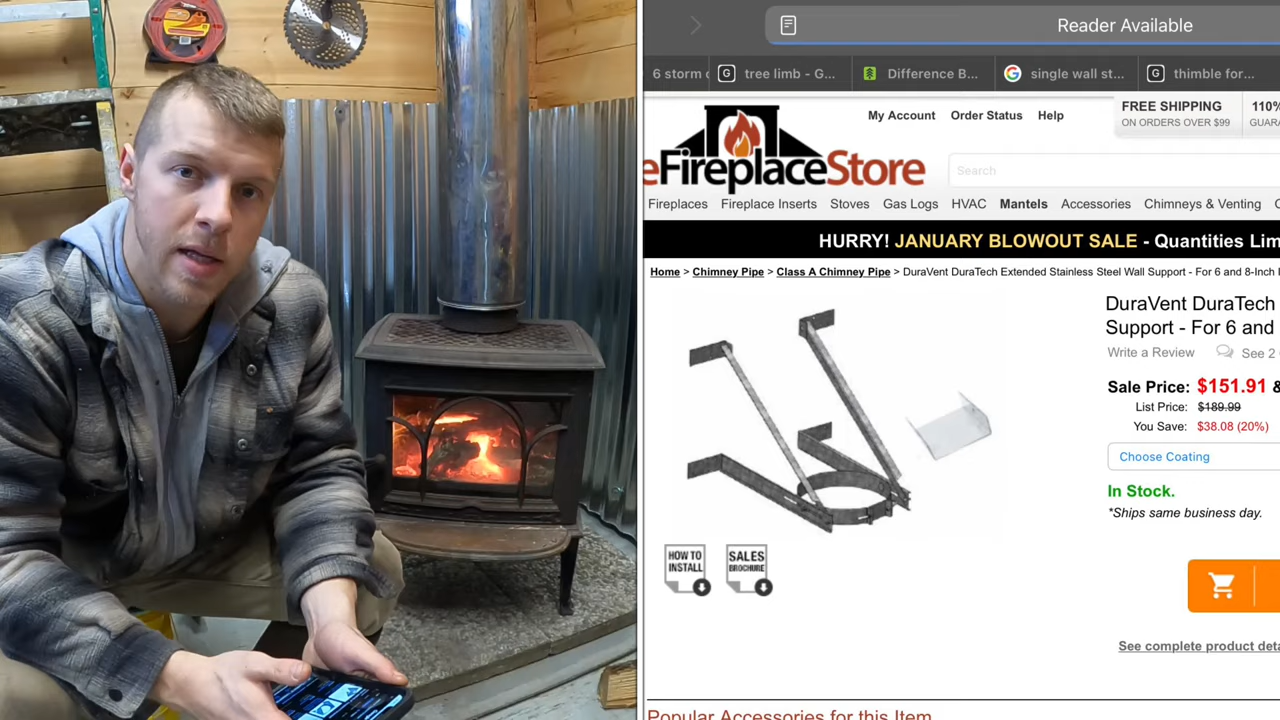 Reader Available
6 storm
G tree limb - G...
Difference B...
G single wall st...
G thimble for...
eFireplaceStore
My Account Order Status Help
FREE SHIPPING
ON ORDERS OVER $99
110%
GUARA
Search
Fireplaces Fireplace Inserts Stoves Gas Logs HVAC Mantels Accessories Chimneys & Venting
HURRY! JANUARY BLOWOUT SALE - Quantities Lim
Home > Chimney Pipe > Class A Chimney Pipe > DuraVent DuraTech Extended Stainless Steel Wall Support - For 6 and 8-Inch
DuraVent DuraTech
Support - For 6 and
Write a Review See 2
Sale Price: $151.91 &
List Price: $189.99
You Save: $38.08 (20%)
Choose Coating
In Stock.
*Ships same business day.
HOW TO
INSTALL
SALES
BROCHURE
See complete product deta
Popular Accessories for this Item